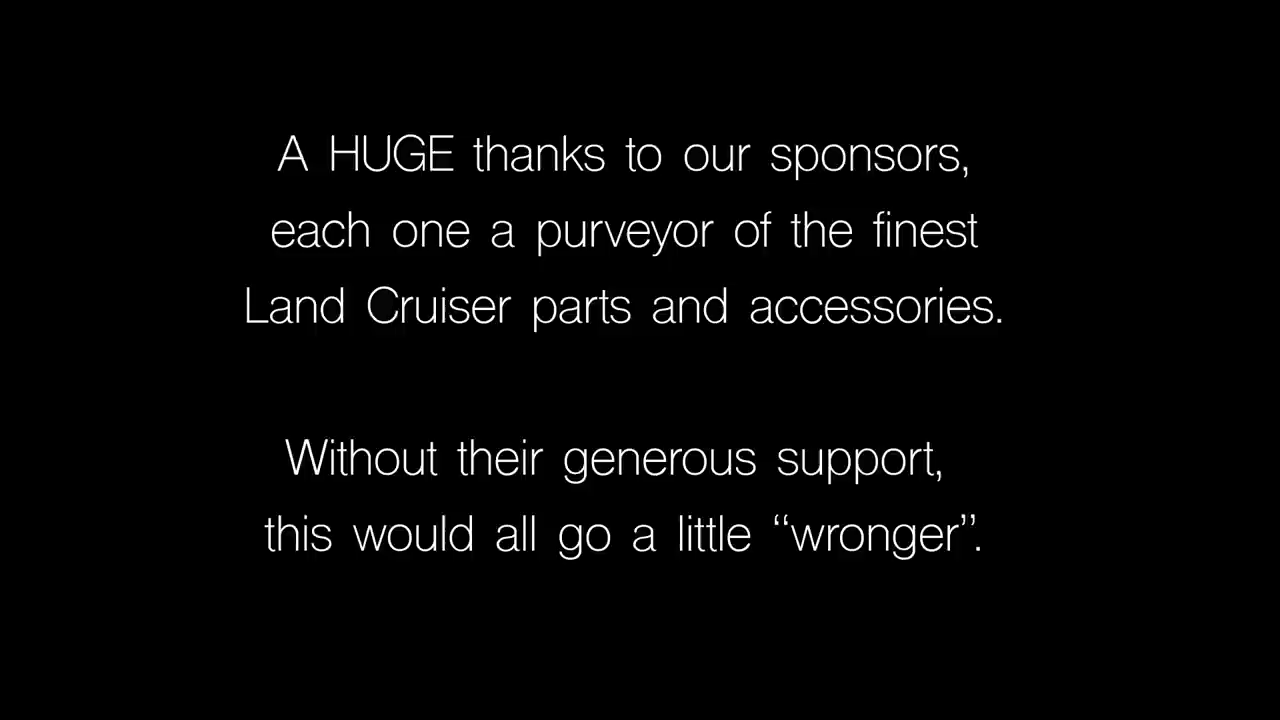 A HUGE thanks to our sponsors,
each one a purveyor of the finest
Land Cruiser parts and accessories.
Without their generous support,
this would all go a little “wronger”.